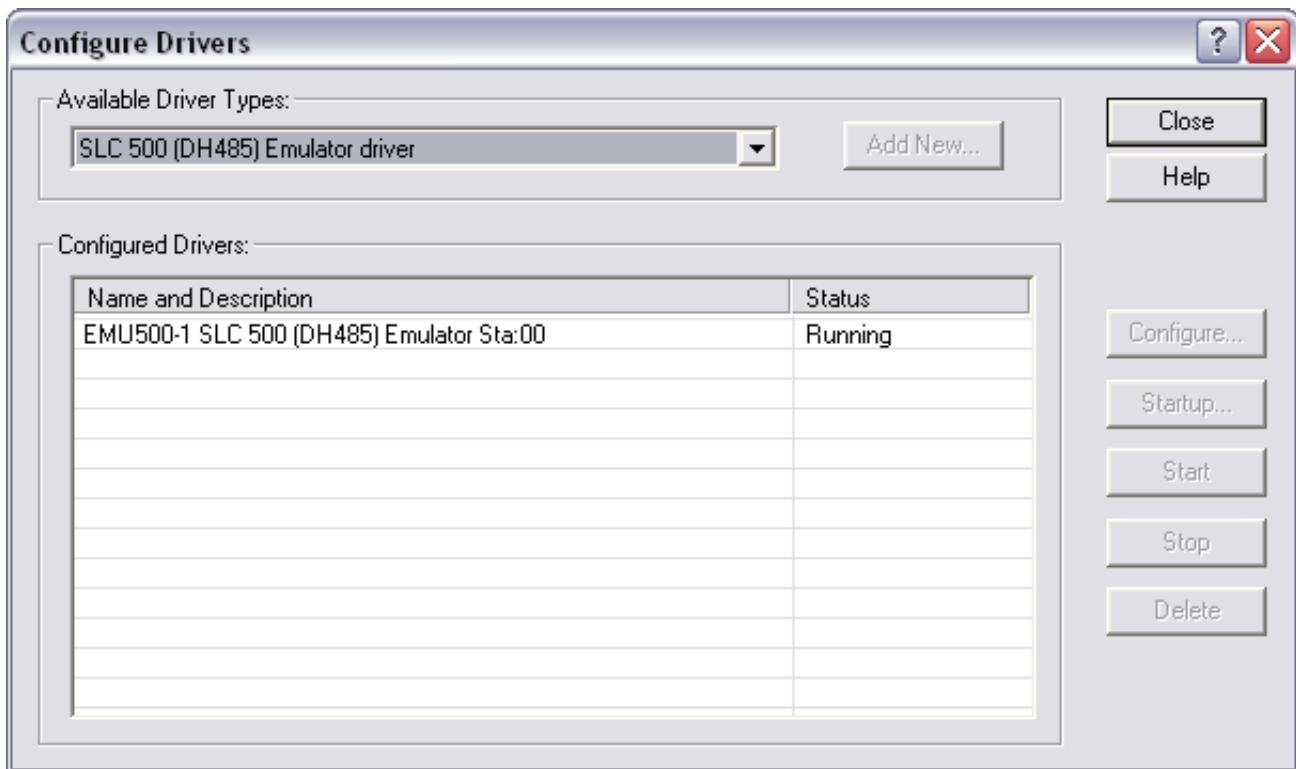 Configure Drivers
?
Available Driver Types:
SLC 500 (DH485) Emulator driver
Add New...
Close
Help
Configured Drivers:
Name and Description Status
EMU500-1 SLC 500 (DH485) Emulator Sta:00 Running
Configure...
Startup...
Start
Stop
Delete